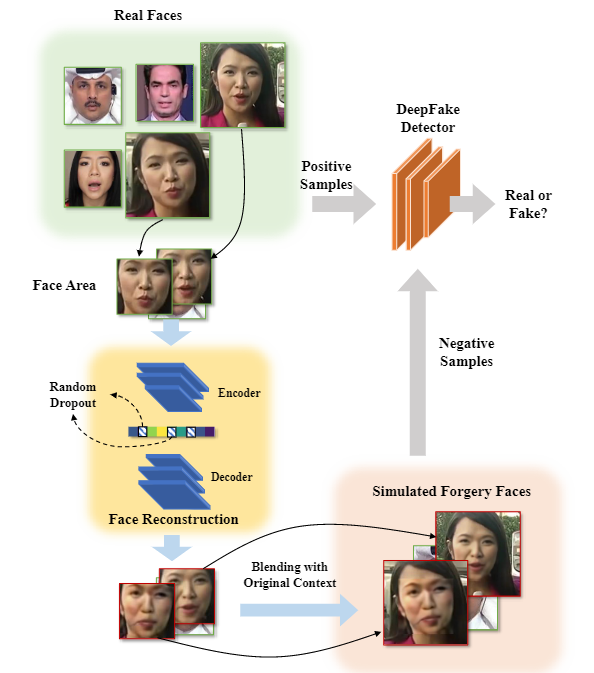 Real Faces
DeepFake
Detector
Positive
Samples
Real or
Fake?
Face Area
Negative
Samples
Random
Dropout
Encoder
Decoder
Face Reconstruction
Simulated Forgery Faces
Blending with
Original Context